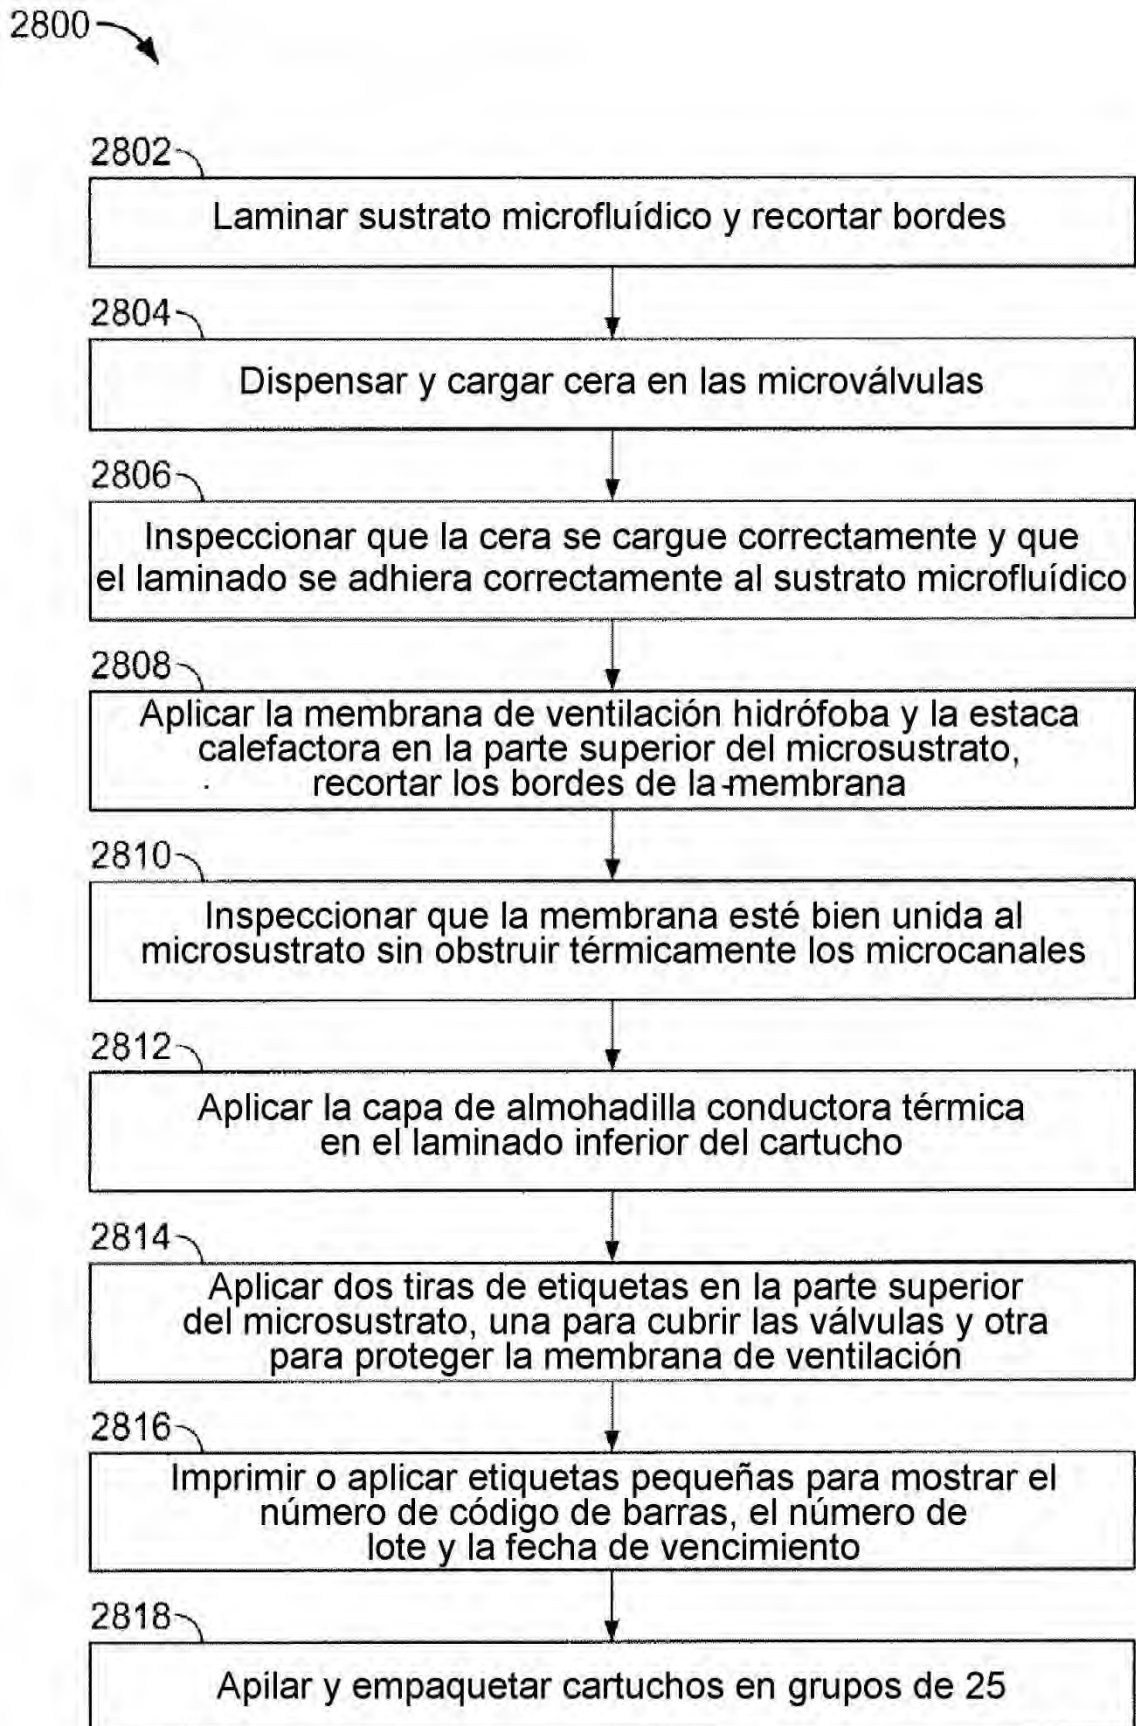 2800
2802
Laminar sustrato microfluídico y recortar bordes
2804
Dispensar y cargar cera en las microválvulas
2806
Inspeccionar que la cera se cargue correctamente y que
el laminado se adhiera correctamente al sustrato microfluídico
2808
Aplicar la membrana de ventilación hidrófoba y la estaca
calefactora en la parte superior del microsustrato,
recortar los bordes de la membrana
2810
Inspeccionar que la membrana esté bien unida al
microsustrato sin obstruir térmicamente los microcanales
2812
Aplicar la capa de almohadilla conductora térmica
en el laminado inferior del cartucho
2814
Aplicar dos tiras de etiquetas en la parte superior
del microsustrato, una para cubrir las válvulas y otra
para proteger la membrana de ventilación
2816
Imprimir o aplicar etiquetas pequeñas para mostrar el
número de código de barras, el número de
lote y la fecha de vencimiento
2818
Apilar y empaquetar cartuchos en grupos de 25